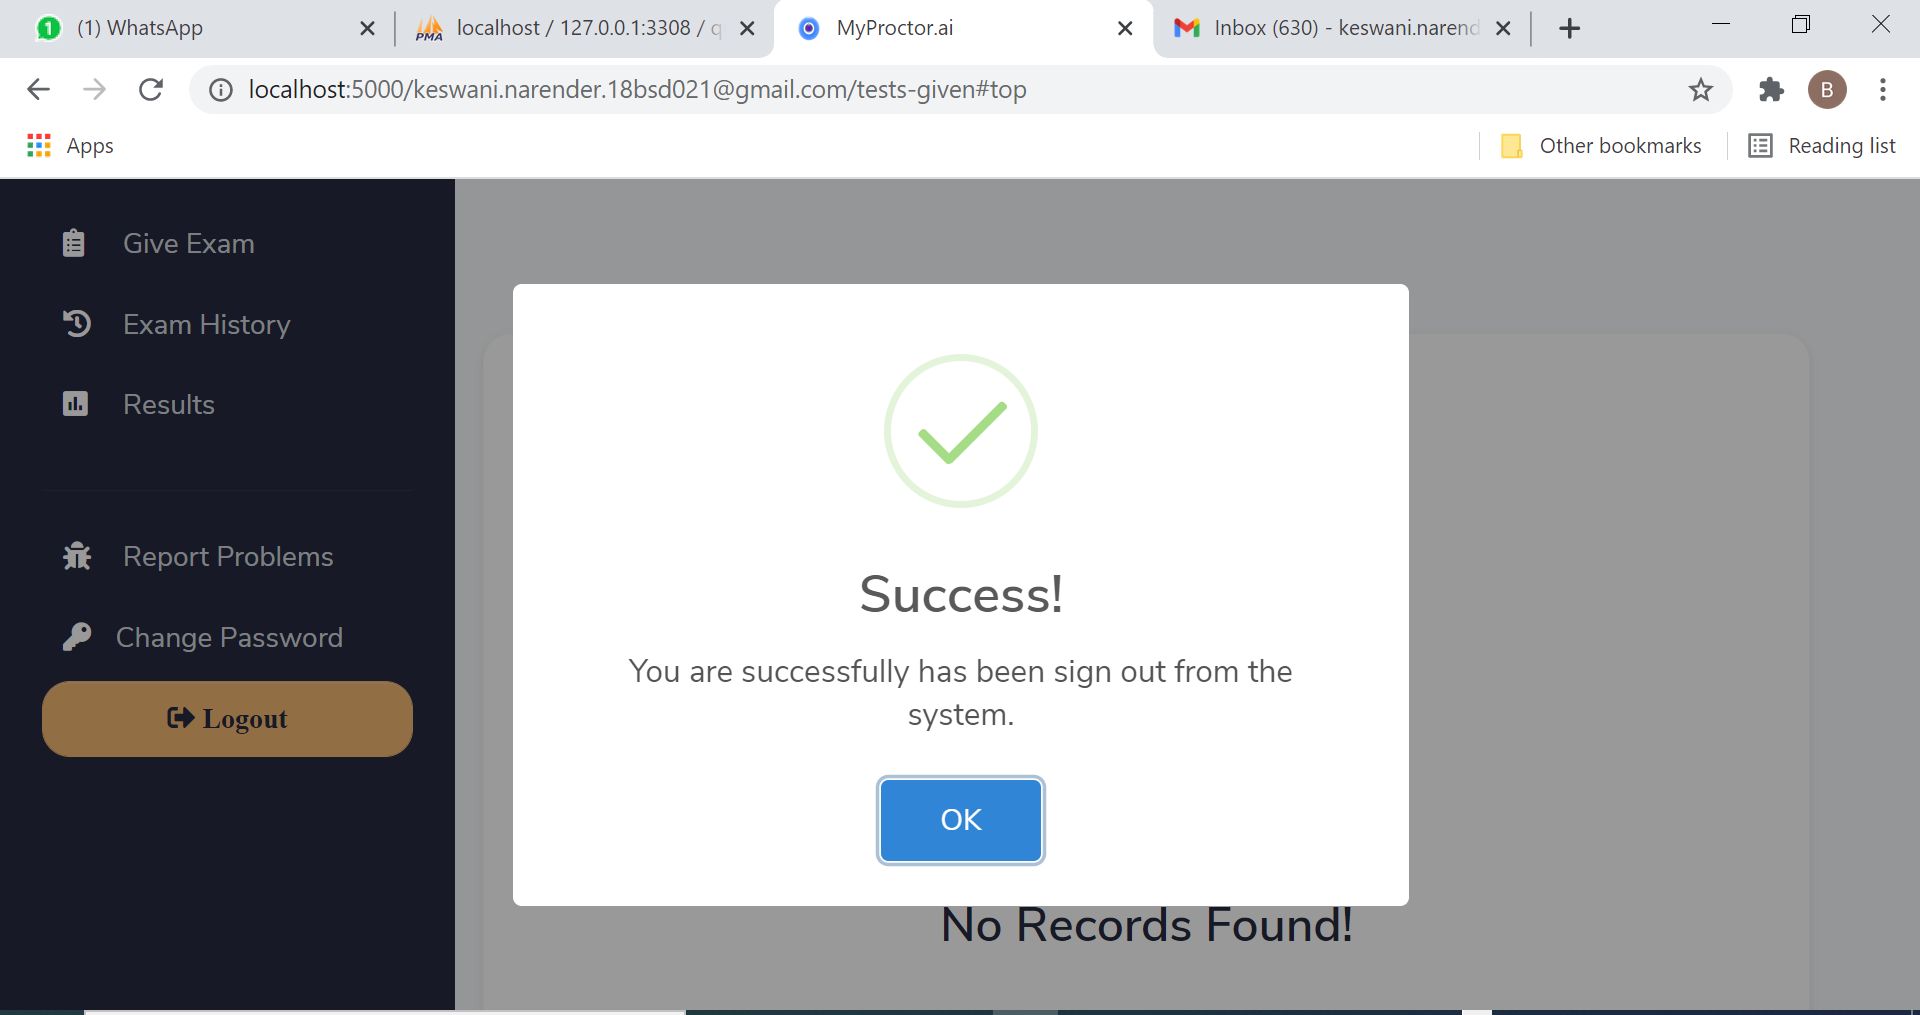 (1) WhatsApp
localhost / 127.0.0.1:3308 / q
MyProctor.ai
Inbox (630) - keswani.narend
localhost:5000/keswani.narender.18bsd021@gmail.com/tests-given#top
B
Apps
Other bookmarks
Reading list
Give Exam
Exam History
Results
Report Problems
Change Password
Logout
Success!
You are successfully has been sign out from the
system.
OK
No Records Found!